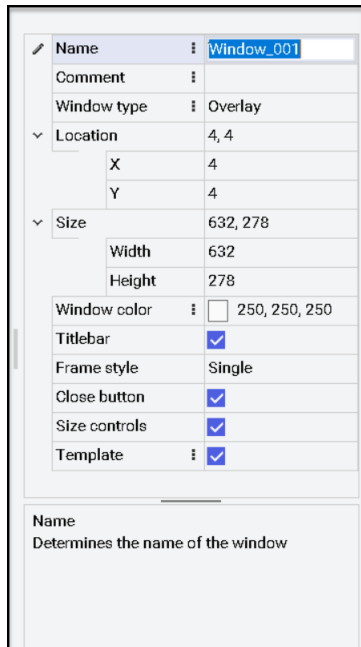 Name Window_001
Comment
Window type Overlay
Location 4, 4
X 4
Y 4
Size 632, 278
Width 632
Height 278
Window color 250, 250, 250
Titlebar
Frame style Single
Close button
Size controls
Template
Name
Determines the name of the window